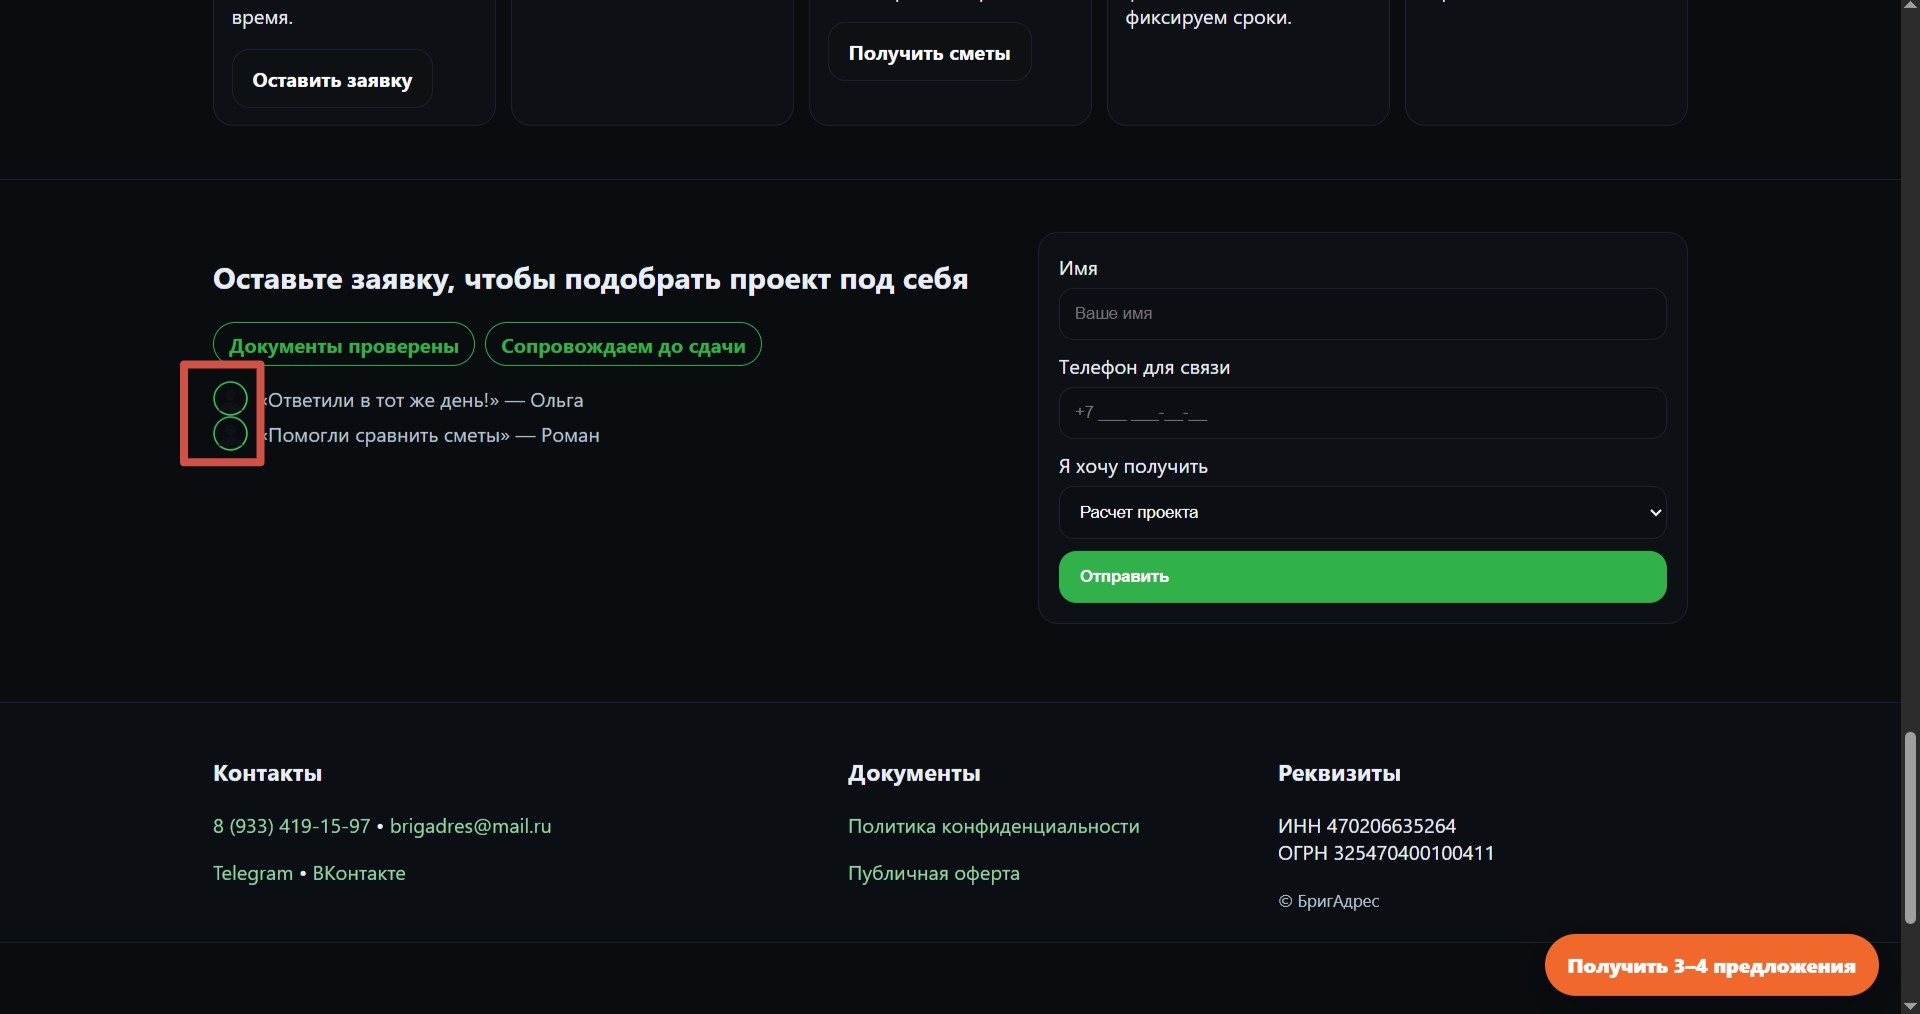 время.
Оставить заявку
Получить сметы
фиксируем сроки.
Оставьте заявку, чтобы подобрать проект под себя
Документы проверены
Сопровождаем до сдачи
«Ответили в тот же день!» — Ольга
«Помогли сравнить сметы» — Роман
Имя
Ваше имя
Телефон для связи
+7 ___ ___-__-__
Я хочу получить
Расчет проекта
Отправить
Контакты
8 (933) 419-15-97 • brigadres@mail.ru
Telegram • ВКонтакте
Документы
Политика конфиденциальности
Публичная оферта
Реквизиты
ИНН 470206635264
ОГРН 325470400100411
© БригАдрес
Получить 3–4 предложения